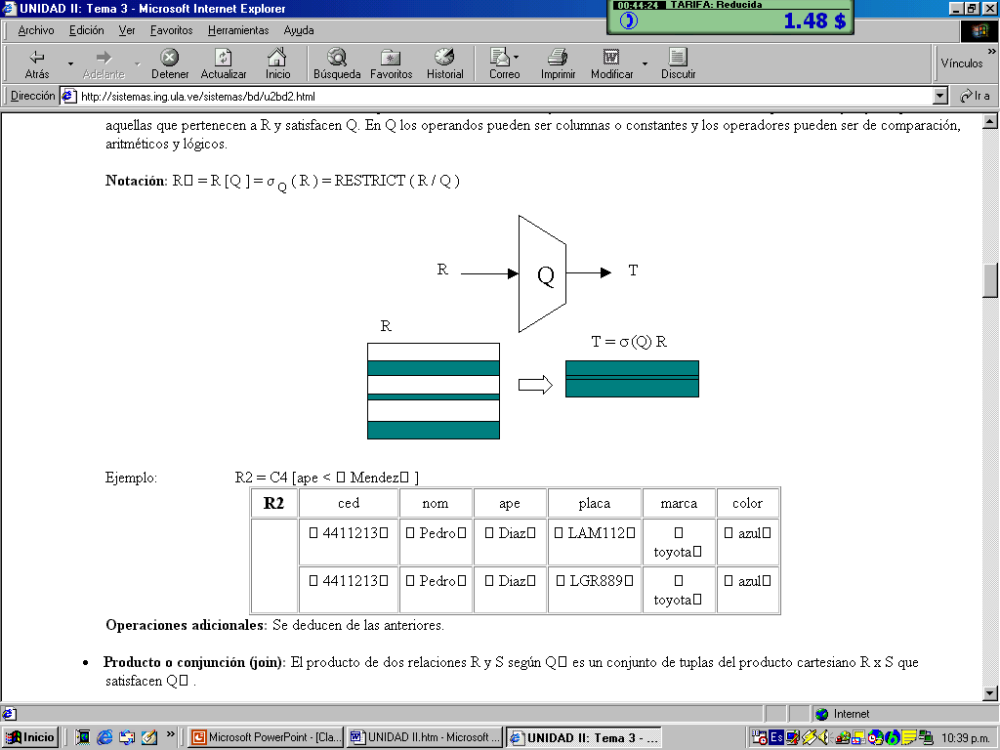 UNIDAD II: Tema 3 - Microsoft Internet Explorer
00:44:24 TARIFA: Reducida
1.48 $
Archivo Edición Ver Favoritos Herramientas Ayuda
Atrás Adelante Detener Actualizar Inicio Búsqueda Favoritos Historial Correo Imprimir Modificar Discutir Vínculos »
Dirección http://sistemas.ing.ula.ve/sistemas/bd/u2bd2.html Ir a
aquellas que pertenecen a R y satisfacen Q. En Q los operandos pueden ser columnas o constantes y los operadores pueden ser de comparación,
aritméticos y lógicos.
Notación: R□ = R [Q ] = σ Q ( R ) = RESTRICT ( R / Q )
R Q T
R
T = σ(Q) R
Ejemplo: R2 = C4 [ape < □ Mendez□ ]
R2 ced nom ape placa marca color
□ 4411213□ □ Pedro□ □ Diaz□ □ LAM112□ □ toyota□ □ azul□
□ 4411213□ □ Pedro□ □ Diaz□ □ LGR889□ □ toyota□ □ azul□
Operaciones adicionales: Se deducen de las anteriores.
• Producto o conjunción (join): El producto de dos relaciones R y S según Q□ es un conjunto de tuplas del producto cartesiano R x S que
satisfacen Q□ .
Internet
Inicio » Microsoft PowerPoint - [Cla... UNIDAD II.htm - Microsoft ... UNIDAD II: Tema 3 - ... Es 10:39 p.m.